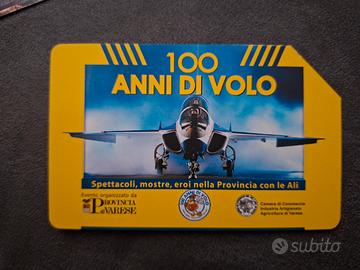 100
ANNI DI VOLO
Spettacoli, mostre, eroi nella Provincia con le Ali
Evento organizzato da
PROVINCIA
di VARESE
Camera di Commercio
Industria Artigianato
Agricoltura di Varese
subito